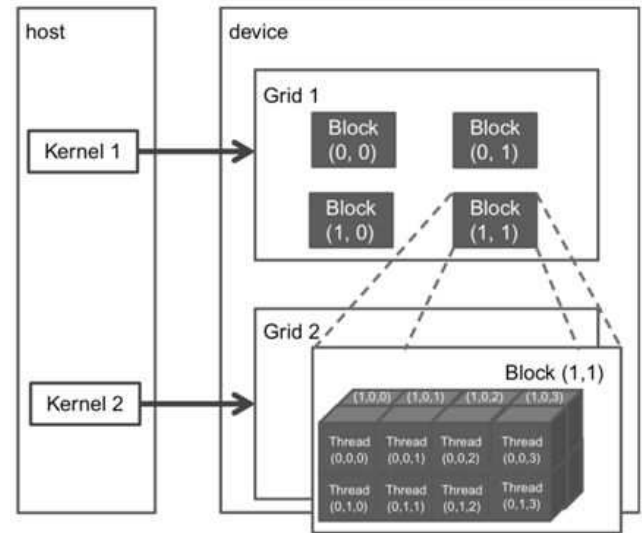 host
device
Grid 1
Block
(0, 0)
Block
(0, 1)
Kernel 1
Block
(1, 0)
Block
(1, 1)
Grid 2
Block (1,1)
Kernel 2
(1,0,0) (1,0,1) (1,0,2) (1,0,3)
Thread
(0,0,0)
Thread
(0,0,1)
Thread
(0,0,2)
Thread
(0,0,3)
Thread
(0,1,0)
Thread
(0,1,1)
Thread
(0,1,2)
Thread
(0,1,3)